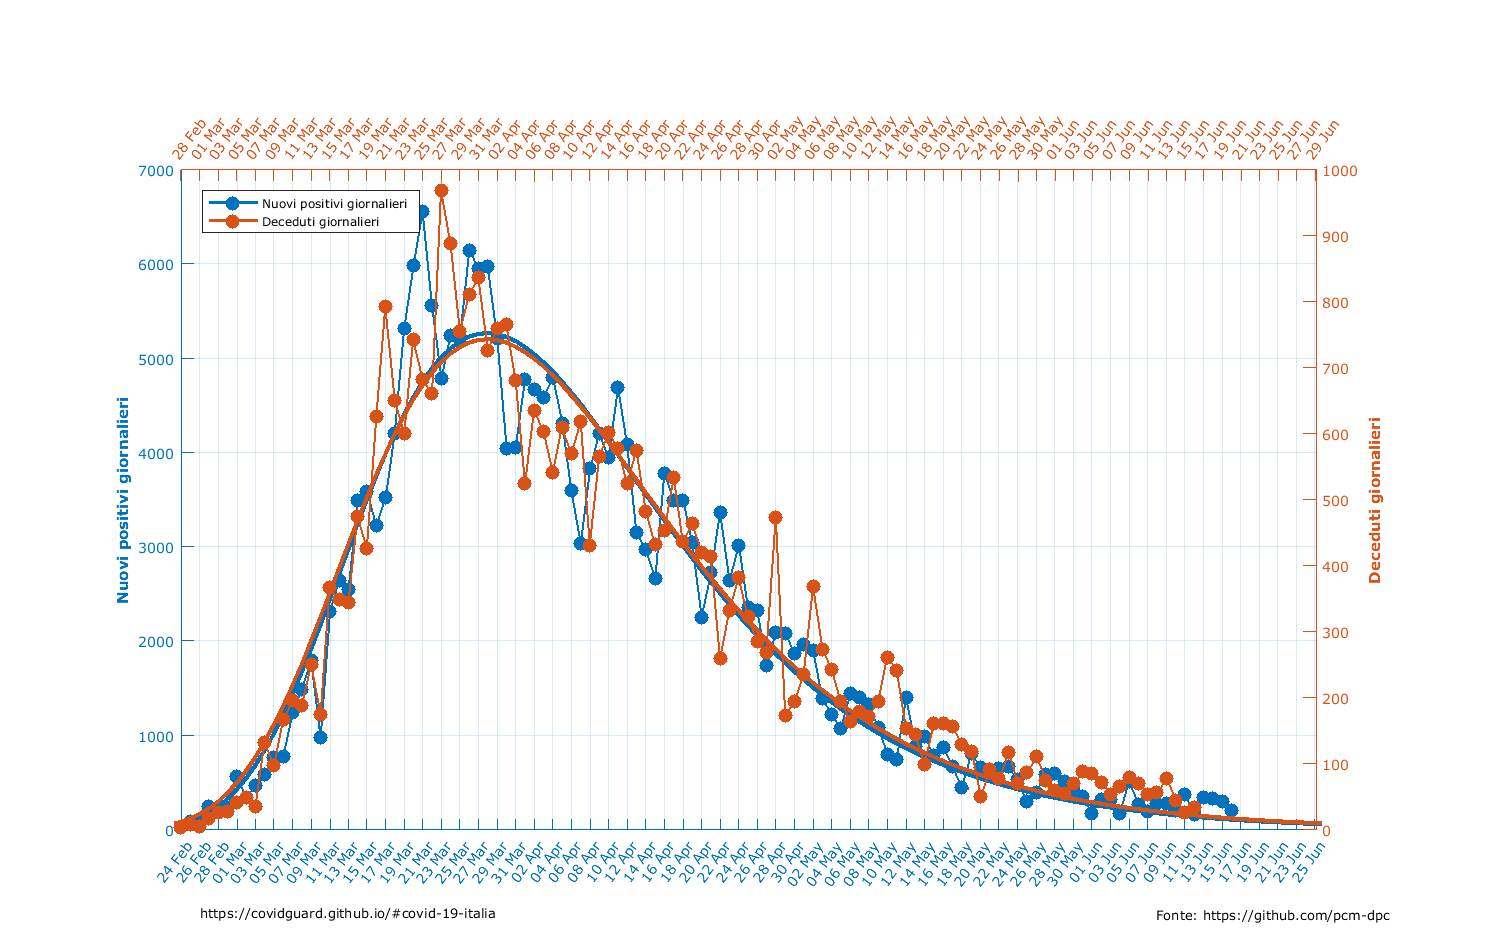 28 Feb
01 Mar
03 Mar
05 Mar
07 Mar
09 Mar
11 Mar
13 Mar
15 Mar
17 Mar
19 Mar
21 Mar
23 Mar
25 Mar
27 Mar
29 Mar
31 Mar
02 Apr
04 Apr
06 Apr
08 Apr
10 Apr
12 Apr
14 Apr
16 Apr
18 Apr
20 Apr
22 Apr
24 Apr
26 Apr
28 Apr
30 Apr
02 May
04 May
06 May
08 May
10 May
12 May
14 May
16 May
18 May
20 May
22 May
24 May
26 May
28 May
30 May
01 Jun
03 Jun
05 Jun
07 Jun
09 Jun
11 Jun
13 Jun
15 Jun
17 Jun
19 Jun
21 Jun
23 Jun
25 Jun
27 Jun
29 Jun
Nuovi positivi giornalieri
Deceduti giornalieri
7000
6000
5000
4000
3000
2000
1000
0
Nuovi positivi giornalieri
1000
900
800
700
600
500
400
300
200
100
0
Deceduti giornalieri
24 Feb
26 Feb
28 Feb
01 Mar
03 Mar
05 Mar
07 Mar
09 Mar
11 Mar
13 Mar
15 Mar
17 Mar
19 Mar
21 Mar
23 Mar
25 Mar
27 Mar
29 Mar
31 Mar
02 Apr
04 Apr
06 Apr
08 Apr
10 Apr
12 Apr
14 Apr
16 Apr
18 Apr
20 Apr
22 Apr
24 Apr
26 Apr
28 Apr
30 Apr
02 May
04 May
06 May
08 May
10 May
12 May
14 May
16 May
18 May
20 May
22 May
24 May
26 May
28 May
30 May
01 Jun
03 Jun
05 Jun
07 Jun
09 Jun
11 Jun
13 Jun
15 Jun
17 Jun
19 Jun
21 Jun
23 Jun
25 Jun
https://covidguard.github.io/#covid-19-italia
Fonte: https://github.com/pcm-dpc